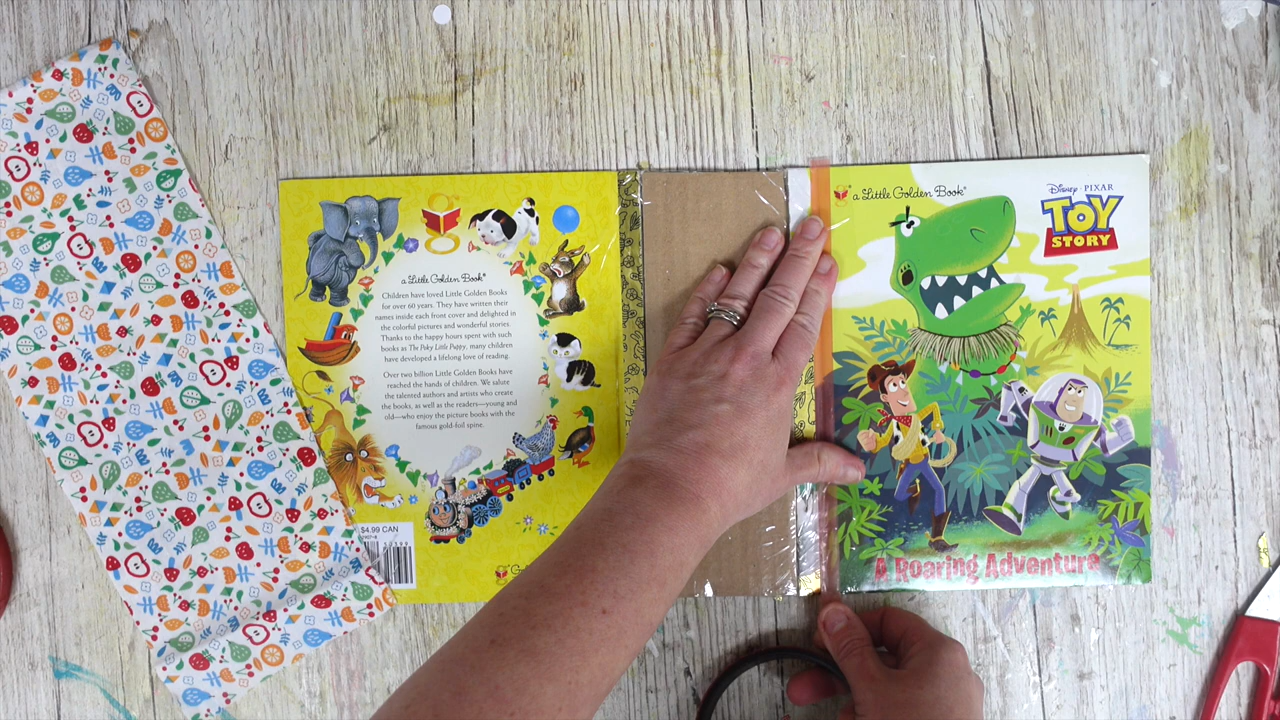 a Little Golden Book®
Children have loved Little Golden Books
for over 60 years. They have written their
names inside each front cover and delighted in
the colorful pictures and wonderful stories.
Thanks to the happy hours spent with such
books as The Poky Little Puppy, many children
have developed a lifelong love of reading.
Over two billion Little Golden Books have
reached the hands of children. We salute
the talented authors and artists who create
the books, as well as the readers—young and
old—who enjoy the picture books with the
famous gold-foil spine.
$4.99 CAN
a Little Golden Book®
Disney · PIXAR
TOY
STORY
A Roaring Adventure